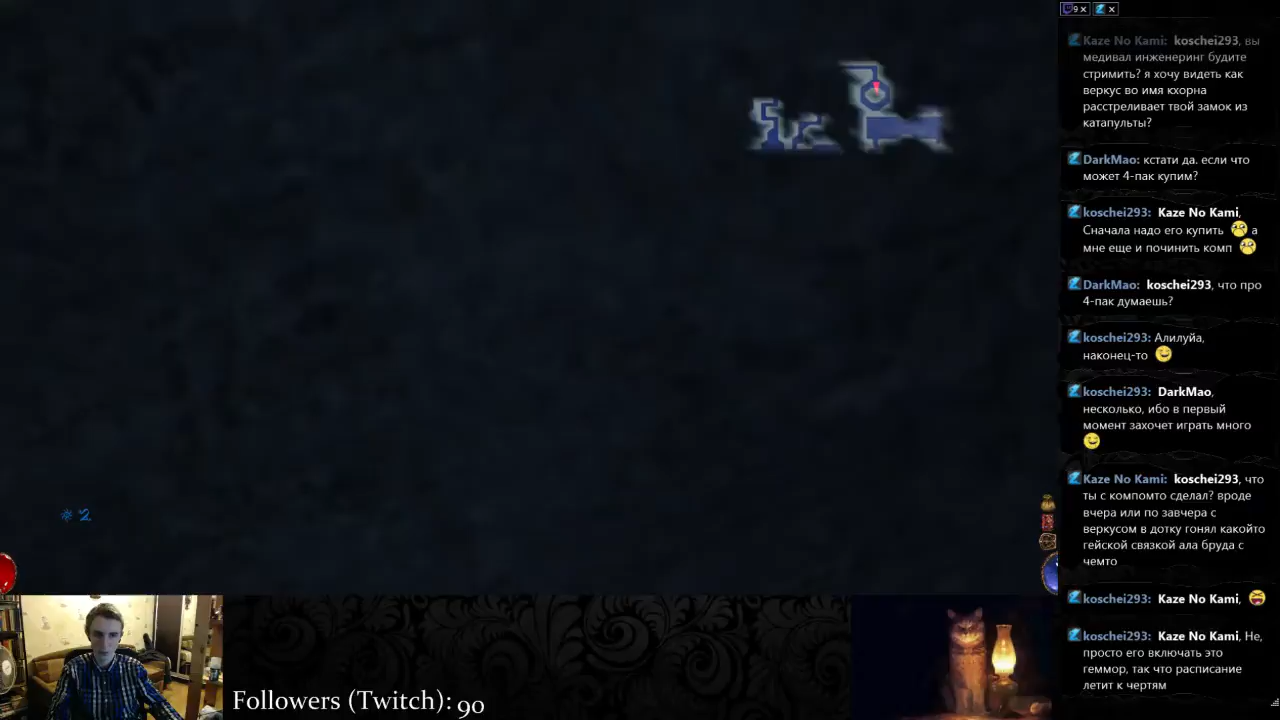 9 x x
Kaze No Kami: koschei293, вы
медивал инженеринг будите
стримить? я хочу видеть как
веркус во имя кхорна
расстреливает твой замок из
катапульты?
DarkMao: кстати да. если что
может 4-пак купим?
koschei293: Kaze No Kami,
Сначала надо его купить а
мне еще и починить комп
DarkMao: koschei293, что про
4-пак думаешь?
koschei293: Алилуйа,
наконец-то
koschei293: DarkMao,
несколько, ибо в первый
момент захочет играть много
Kaze No Kami: koschei293, что
ты с компомто сделал? вроде
вчера или по завчера с
веркусом в дотку гонял какойто
гейской связкой ала бруда с
чемто
koschei293: Kaze No Kami,
koschei293: Kaze No Kami, Не,
просто его включать это
геммор, так что расписание
летит к чертям
2
Followers (Twitch): 90